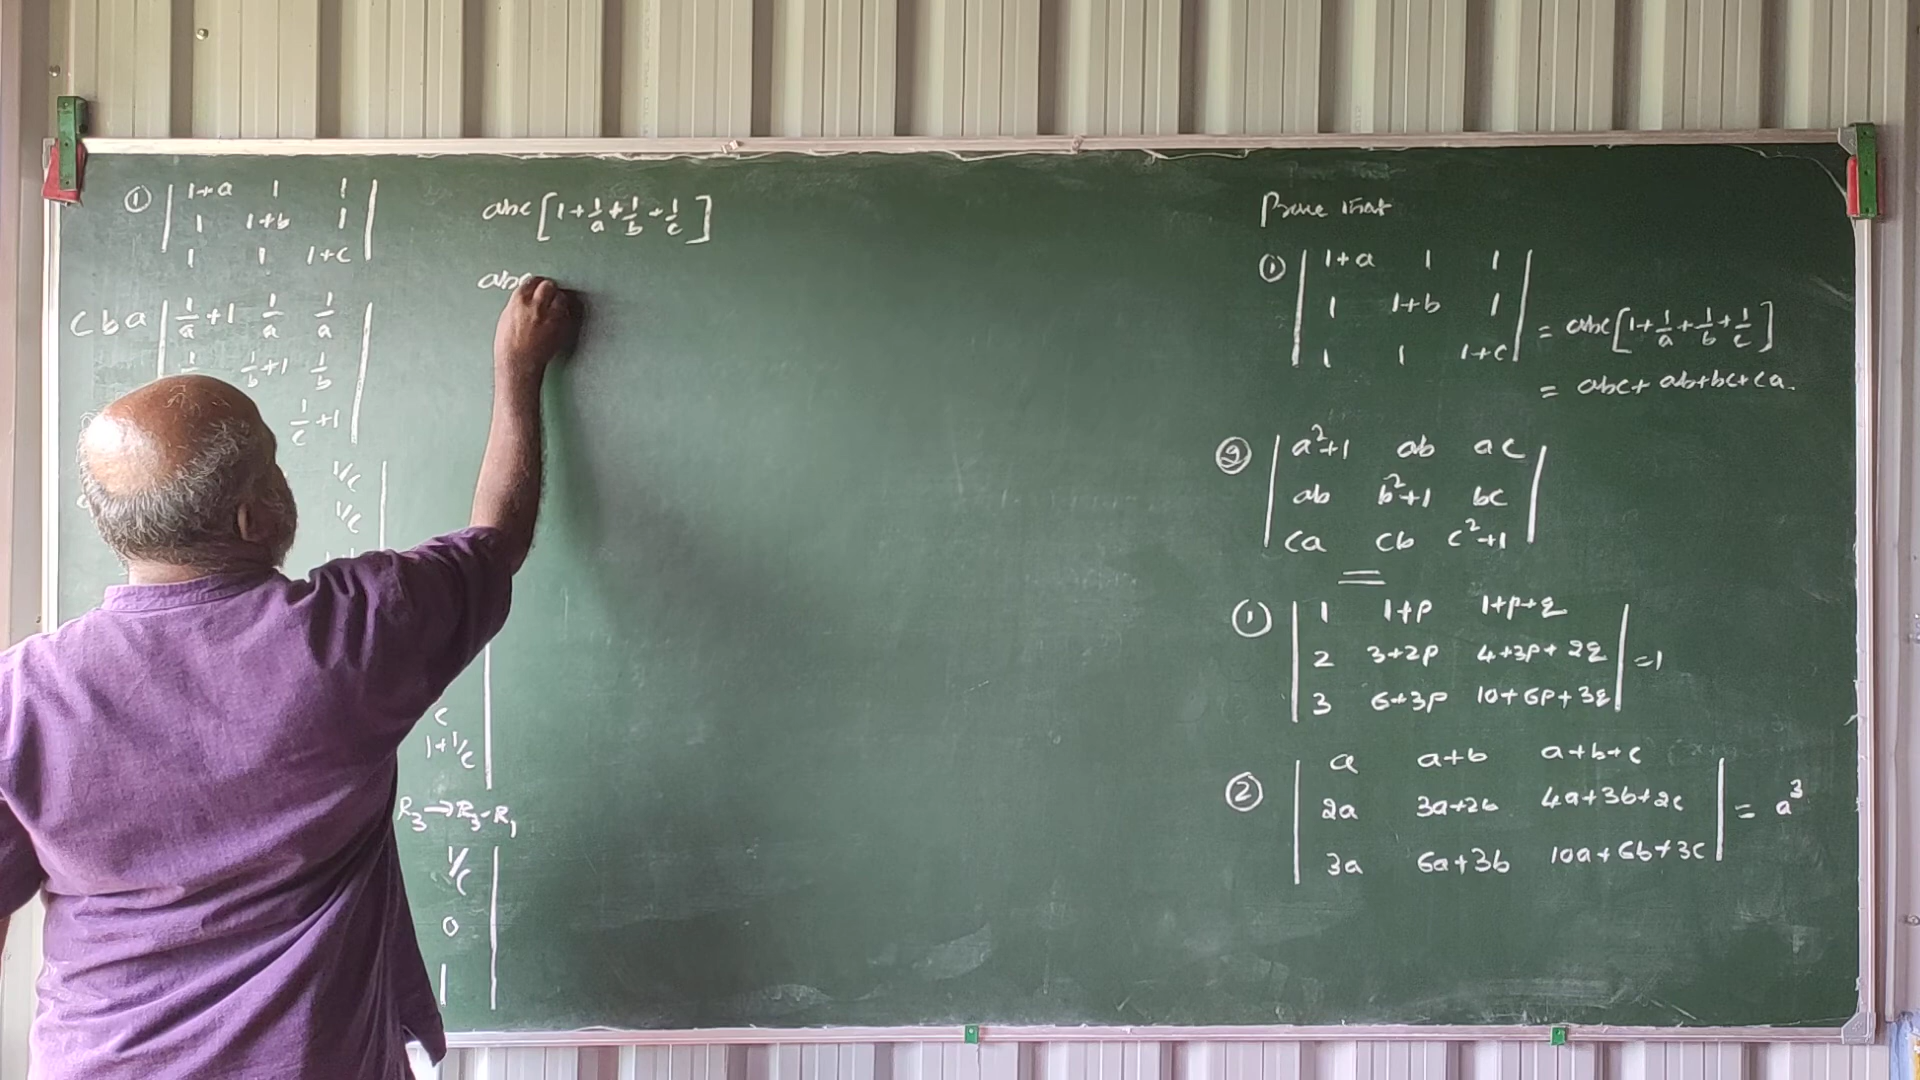 ① | 1+a 1 1 |
| 1 1+b 1 |
| 1 1 1+c |
c b a | 1/a+1 1/a 1/a |
1/b+1 1/b |
1/c+1 |
1/c |
1/c |
c |
1+1/c |
R₃→R₃-R₁
1/c |
0 |
1 |
abc[1+1/a+1/b+1/c]
Prove that
① | 1+a 1 1 |
| 1 1+b 1 |
| 1 1 1+c | = abc[1+1/a+1/b+1/c]
= abc+ab+bc+ca.
② | a²+1 ab ac |
| ab b²+1 bc |
| ca cb c²+1 |
① | 1 1+p 1+p+q |
| 2 3+2p 4+3p+2q | =1
| 3 6+3p 10+6p+3q |
② | a a+b a+b+c |
| 2a 3a+2b 4a+3b+2c | = a³
| 3a 6a+3b 10a+6b+3c |